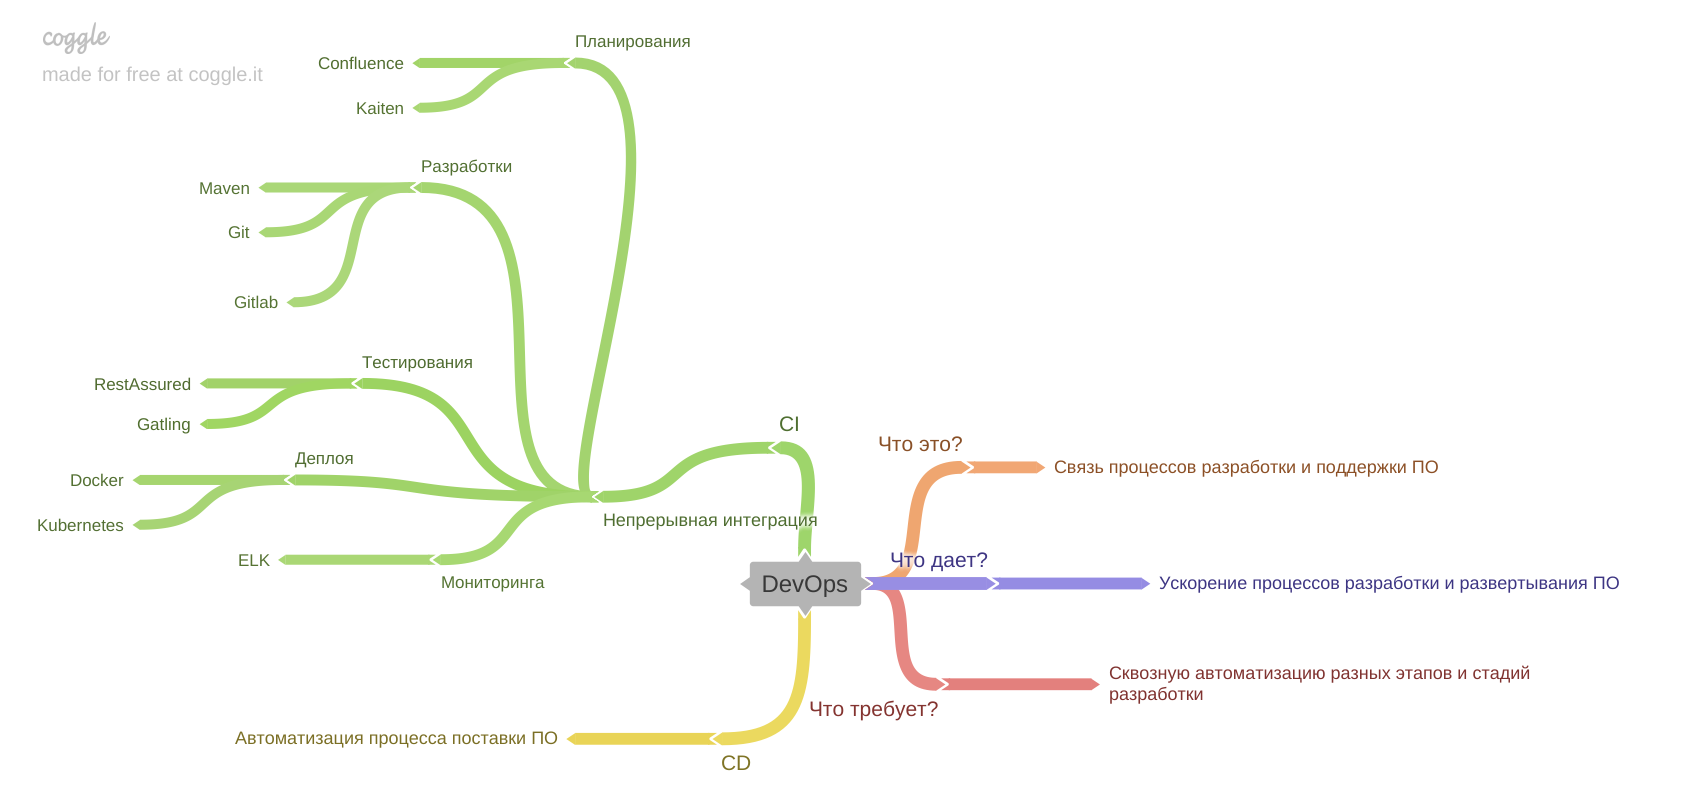 coggle
made for free at coggle.it
Планирования
Confluence
Kaiten
Разработки
Maven
Git
Gitlab
Тестирования
RestAssured
Gatling
Деплоя
Docker
Kubernetes
ELK
Мониторинга
CI
Непрерывная интеграция
DevOps
Что это?
Связь процессов разработки и поддержки ПО
Что дает?
Ускорение процессов разработки и развертывания ПО
Сквозную автоматизацию разных этапов и стадий
разработки
Что требует?
Автоматизация процесса поставки ПО
CD